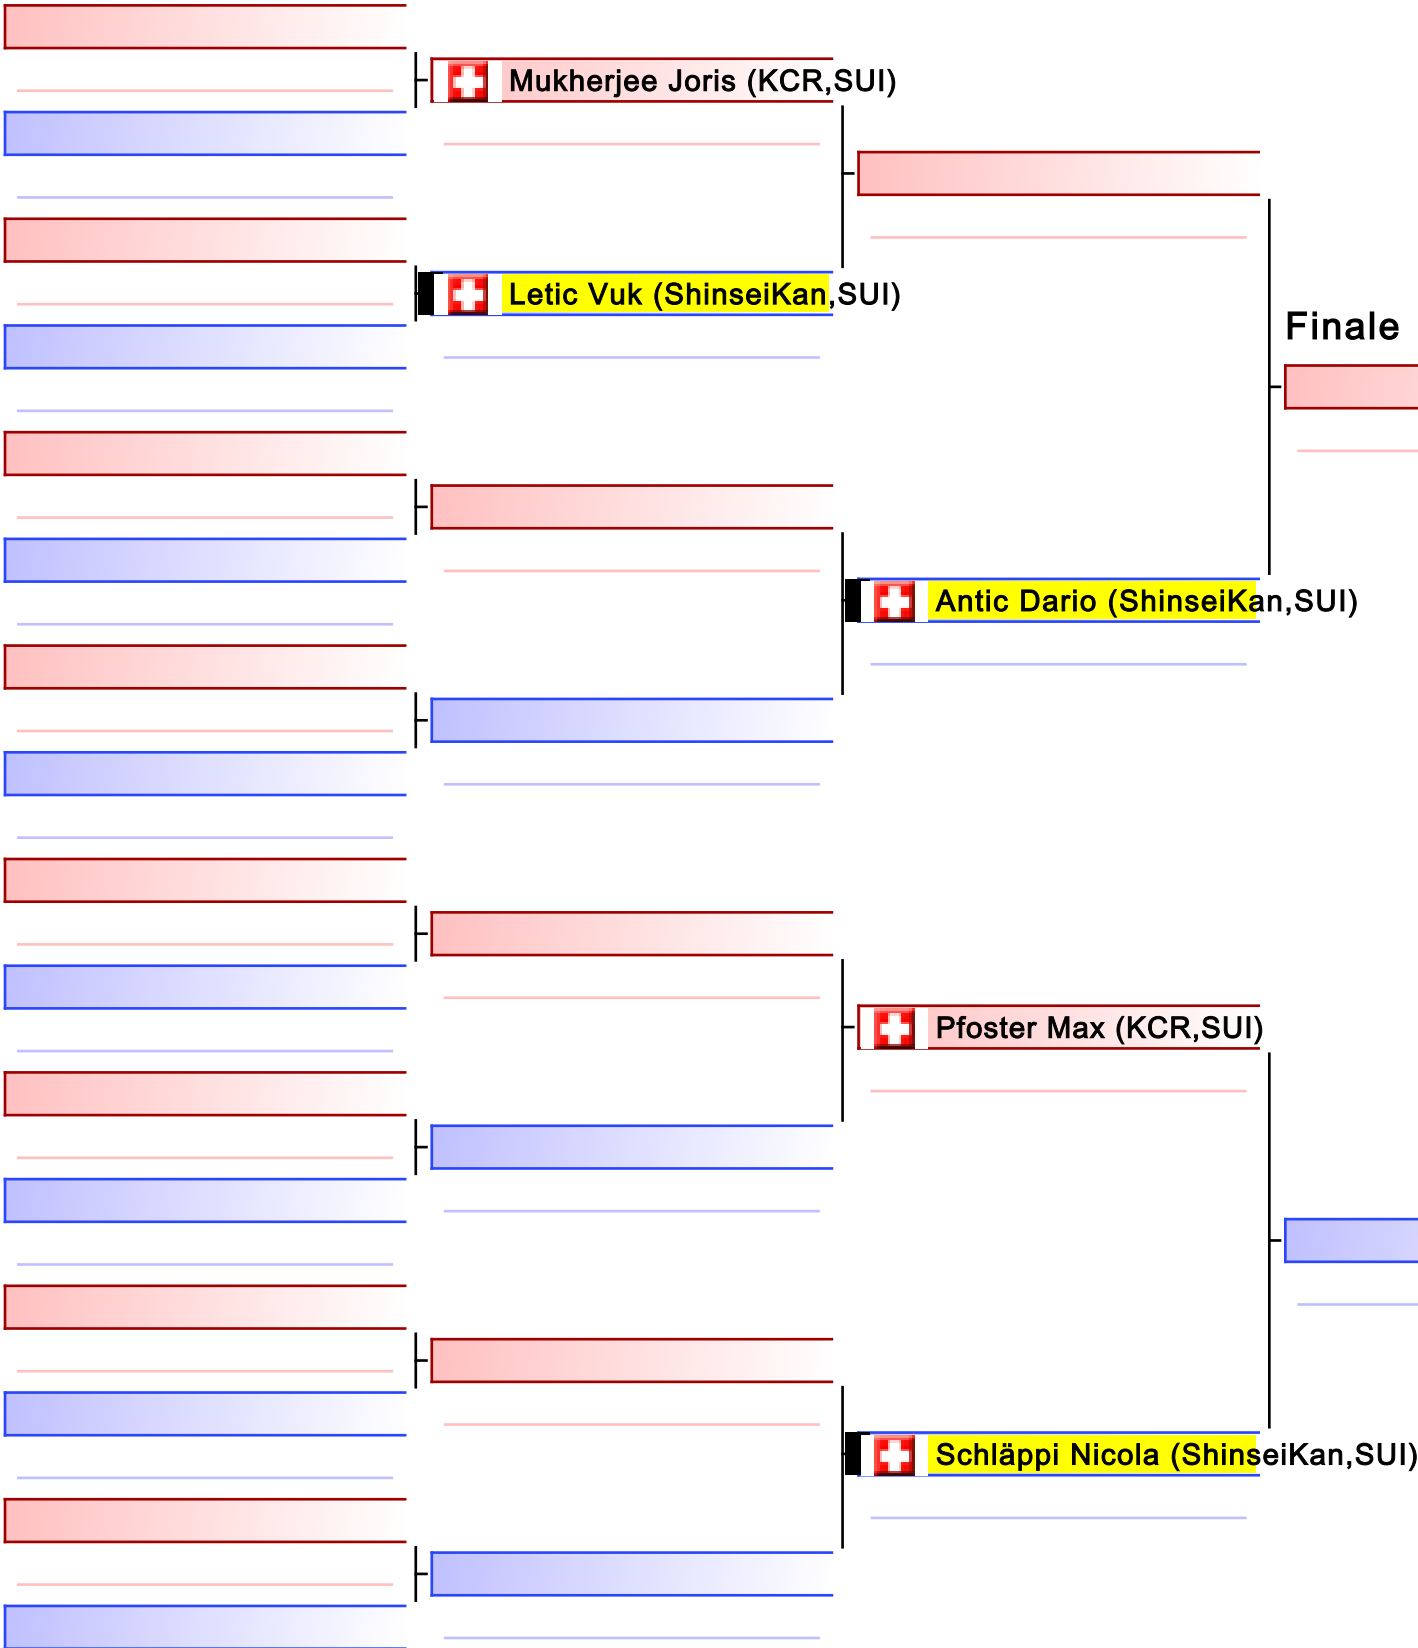 Mukherjee Joris (KCR,SUI)
Letic Vuk (ShinseiKan,SUI)
Finale
Antic Dario (ShinseiKan,SUI)
Pfoster Max (KCR,SUI)
Schläppi Nicola (ShinseiKan,SUI)